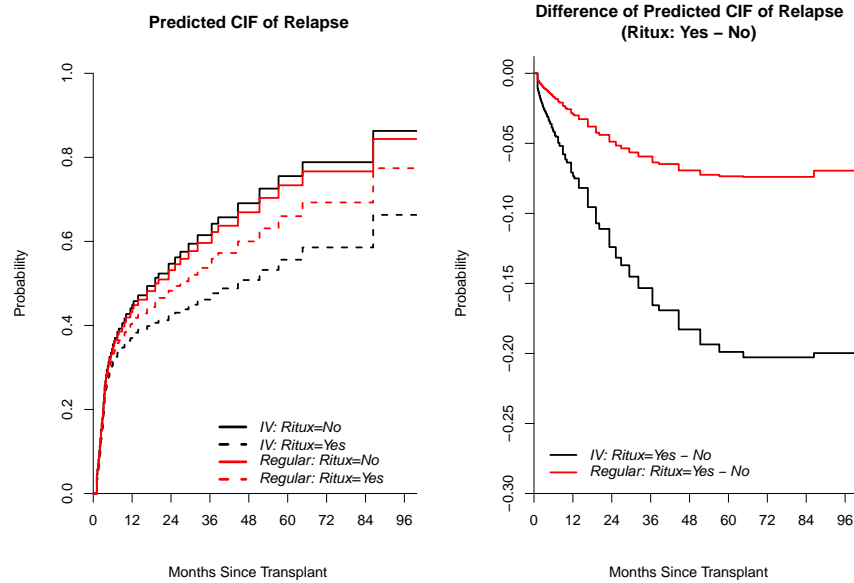 Predicted CIF of Relapse
Probability
1.0
0.8
0.6
0.4
0.2
0.0
IV: Ritux=No
IV: Ritux=Yes
Regular: Ritux=No
Regular: Ritux=Yes
0 12 24 36 48 60 72 84 96
Months Since Transplant
Difference of Predicted CIF of Relapse
(Ritux: Yes − No)
Probability
0.00
−0.05
−0.10
−0.15
−0.20
−0.25
−0.30
IV: Ritux=Yes − No
Regular: Ritux=Yes − No
0 12 24 36 48 60 72 84 96
Months Since Transplant